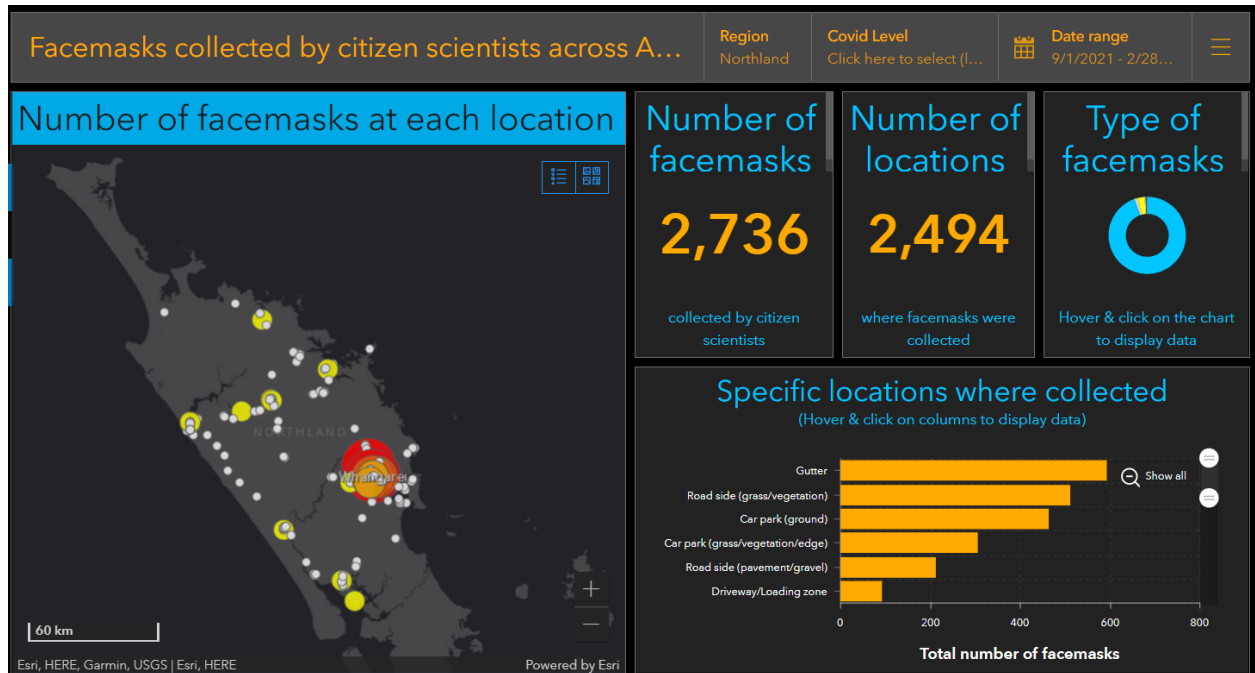 Facemasks collected by citizen scientists across A...
Region
Northland
Covid Level
Click here to select (l...
Date range
9/1/2021 - 2/28...
Number of facemasks at each location
NORTHLAND
Whangarei
60 km
Esri, HERE, Garmin, USGS | Esri, HERE
Powered by Esri
Number of
facemasks
2,736
collected by citizen
scientists
Number of
locations
2,494
where facemasks were
collected
Type of
facemasks
Hover & click on the chart
to display data
Specific locations where collected
(Hover & click on columns to display data)
Gutter
Road side (grass/vegetation)
Car park (ground)
Car park (grass/vegetation/edge)
Road side (pavement/gravel)
Driveway/Loading zone
Show all
0 200 400 600 800
Total number of facemasks